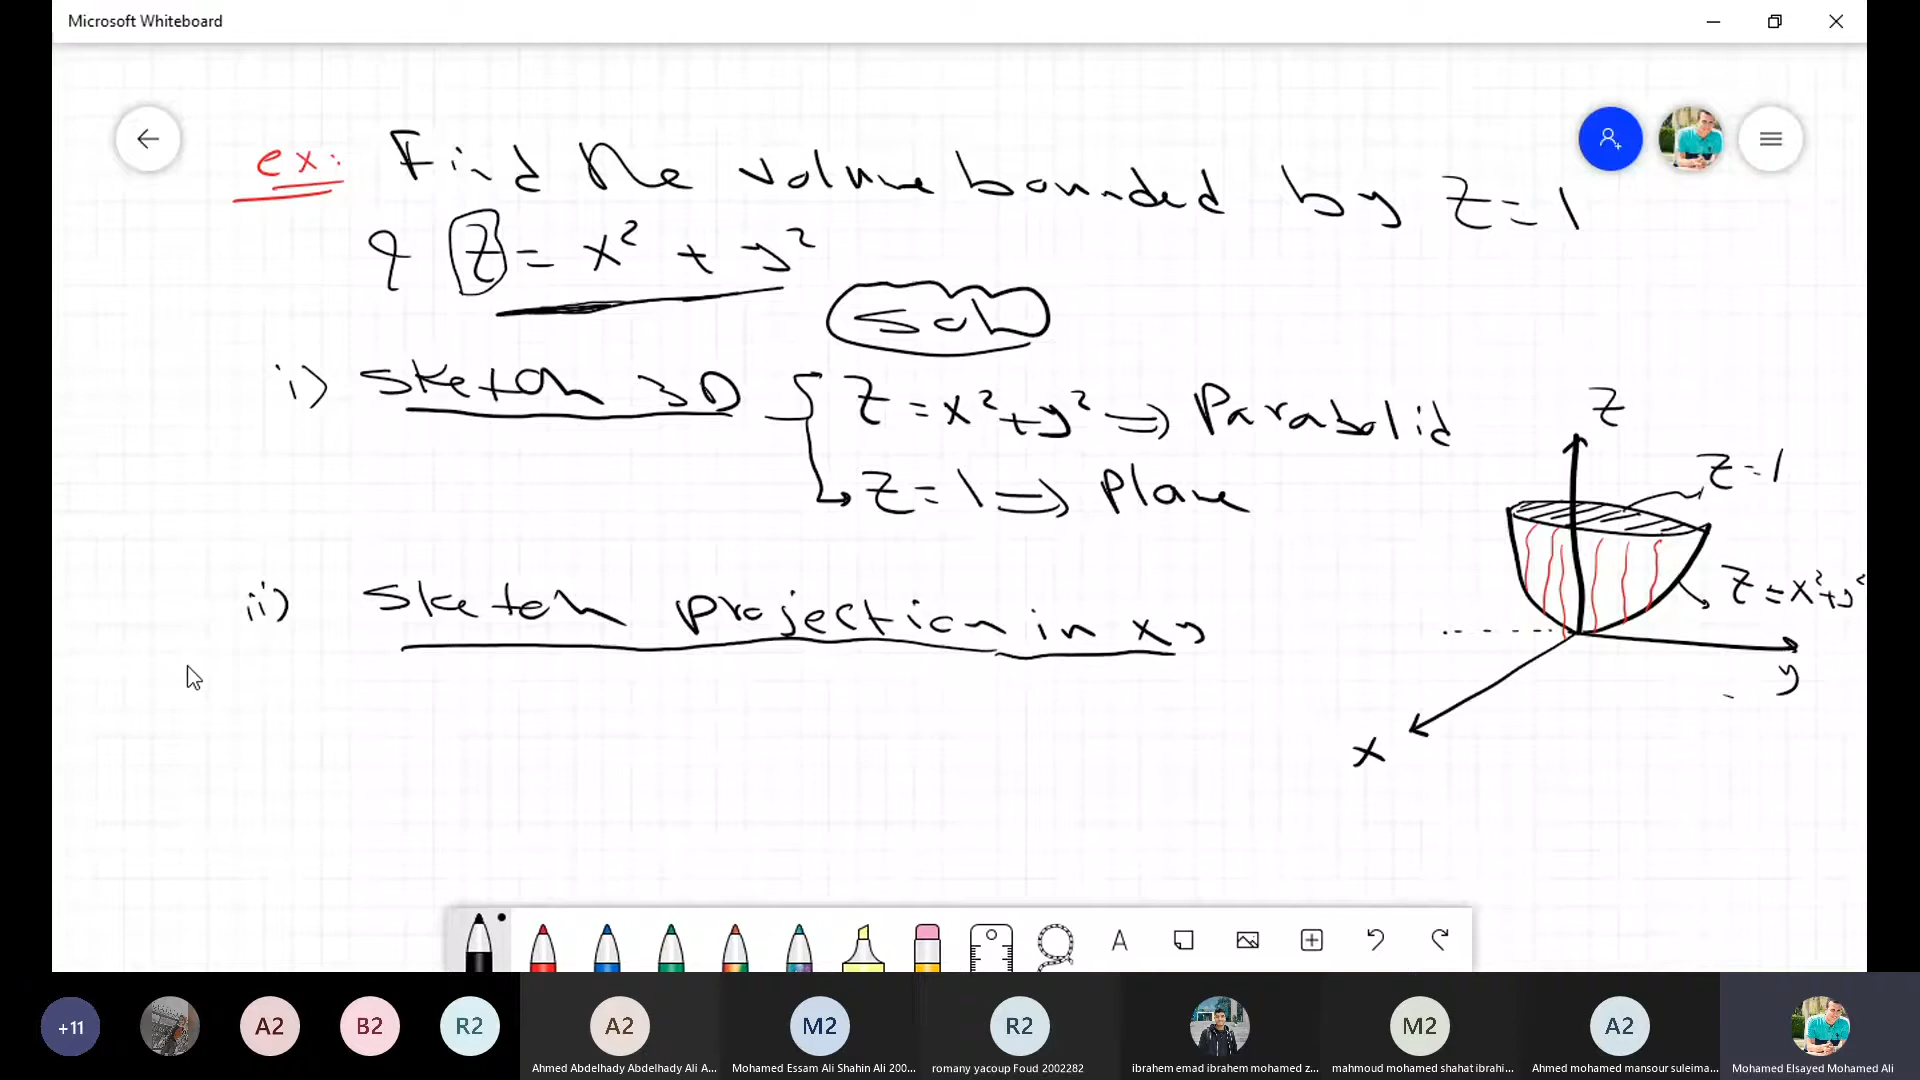 Microsoft Whiteboard
ex: Find the volume bounded by z=1
& z = x² + y²
Soln
i) Sketch 3D { z = x²+y² ⇒ Parabolid
→ z = 1 ⇒ Plane
z
z=1
z=x²+y²
y
x
ii) Sketch projection in xy
A
+11
A2
B2
R2
A2
M2
R2
M2
A2
Ahmed Abdelhady Abdelhady Ali A...
Mohamed Essam Ali Shahin Ali 200...
romany yacoup Foud 2002282
ibrahem emad ibrahem mohamed z...
mahmoud mohamed shahat ibrahi...
Ahmed mohamed mansour suleima...
Mohamed Elsayed Mohamed Ali